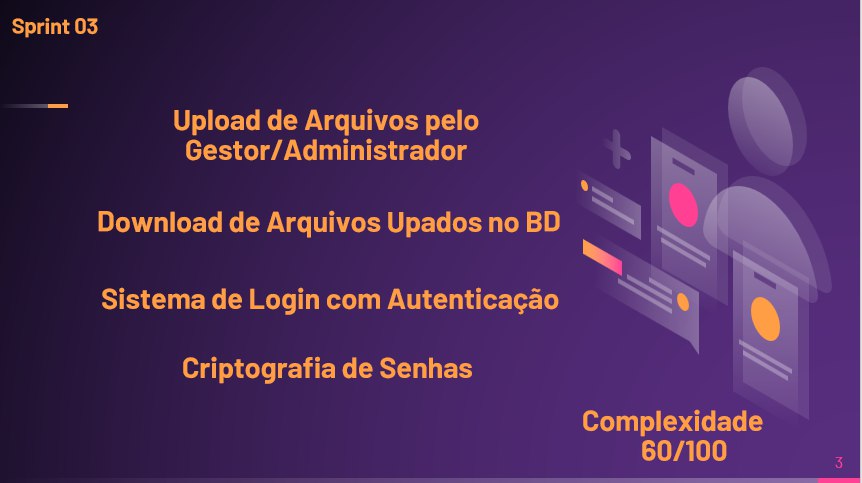 Sprint 03
Upload de Arquivos pelo
Gestor/Administrador
Download de Arquivos Upados no BD
Sistema de Login com Autenticação
Criptografia de Senhas
Complexidade
60/100
3